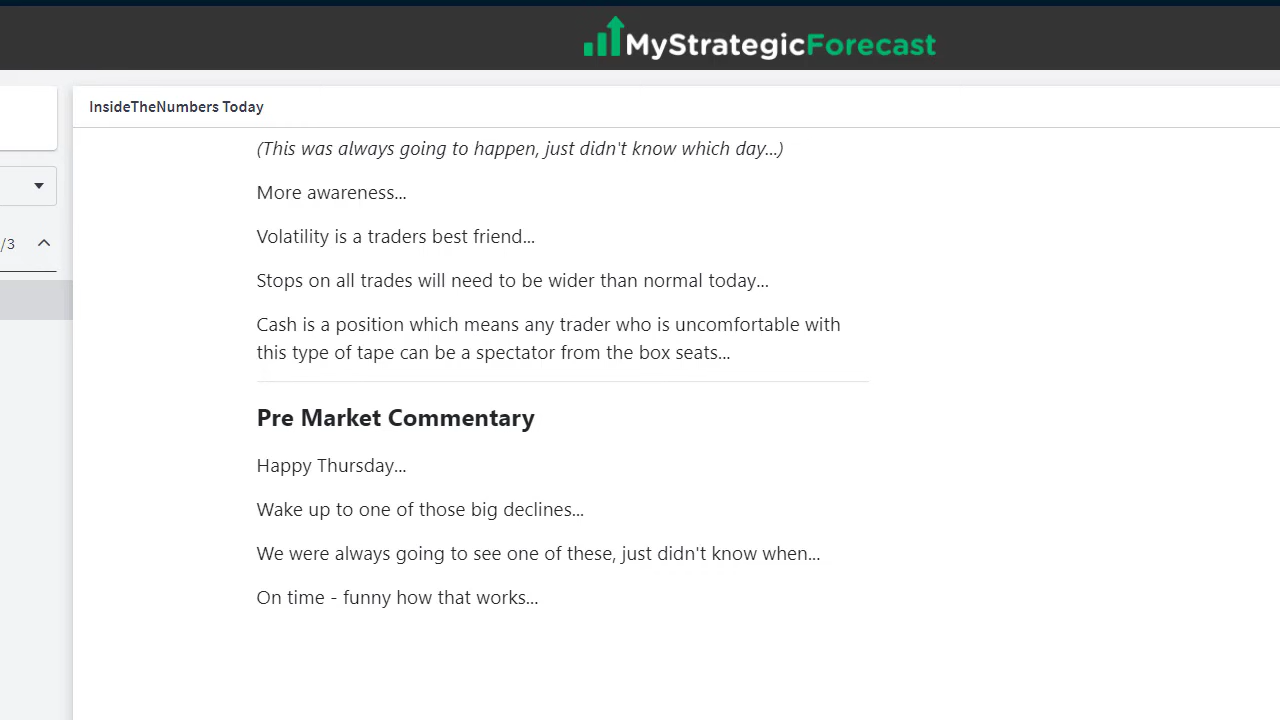 MyStrategicForecast
InsideTheNumbers Today
(This was always going to happen, just didn't know which day...)
/3
More awareness...
Volatility is a traders best friend...
Stops on all trades will need to be wider than normal today...
Cash is a position which means any trader who is uncomfortable with
this type of tape can be a spectator from the box seats...
Pre Market Commentary
Happy Thursday...
Wake up to one of those big declines...
We were always going to see one of these, just didn't know when...
On time - funny how that works...